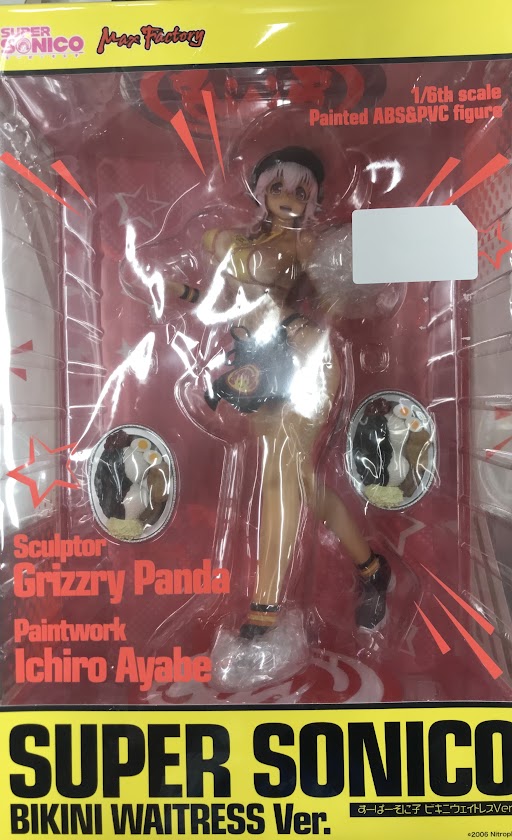 SUPER
SONICO
Max Factory
1/6th scale
Painted ABS&PVC figure
Sculptor
Grizzry Panda
Paintwork
Ichiro Ayabe
SUPER SONICO
BIKINI WAITRESS Ver.
すーぱーそに子 ビキニウェイトレスVer
©2006 Nitropl